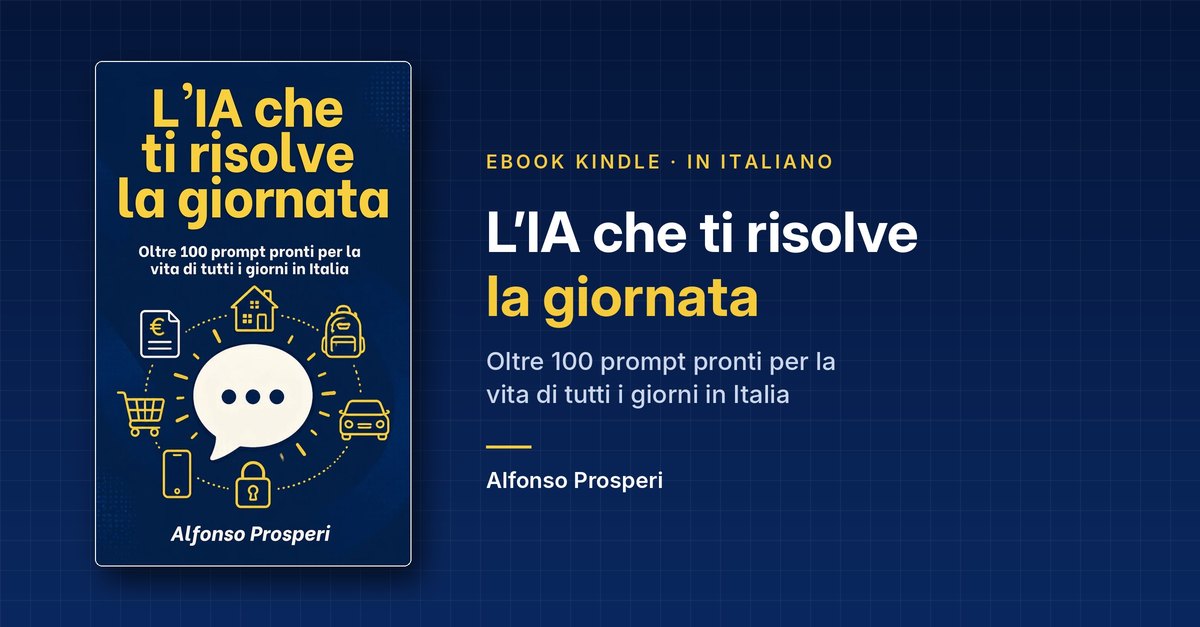 L'IA che
ti risolve
la giornata
Oltre 100 prompt pronti per la
vita di tutti i giorni in Italia
€
Alfonso Prosperi
EBOOK KINDLE · IN ITALIANO
L'IA che ti risolve
la giornata
Oltre 100 prompt pronti per la
vita di tutti i giorni in Italia
Alfonso Prosperi